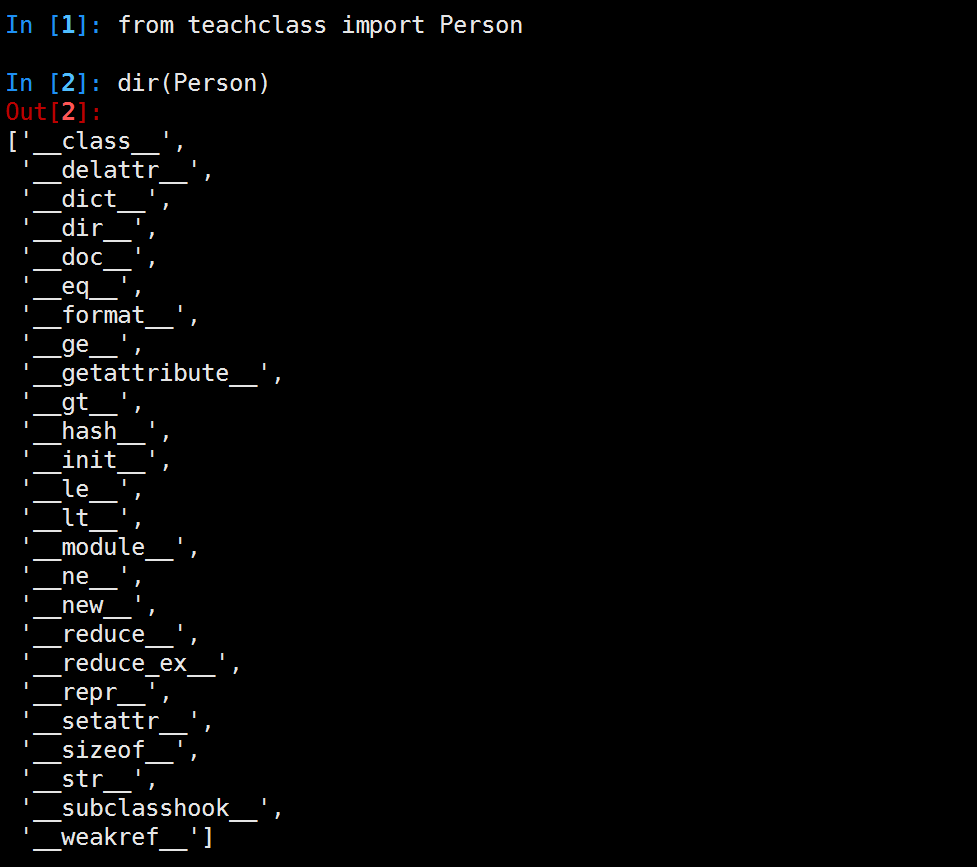 In [1]: from teachclass import Person
In [2]: dir(Person)
Out[2]:
['__class__',
'__delattr__',
'__dict__',
'__dir__',
'__doc__',
'__eq__',
'__format__',
'__ge__',
'__getattribute__',
'__gt__',
'__hash__',
'__init__',
'__le__',
'__lt__',
'__module__',
'__ne__',
'__new__',
'__reduce__',
'__reduce_ex__',
'__repr__',
'__setattr__',
'__sizeof__',
'__str__',
'__subclasshook__',
'__weakref__']